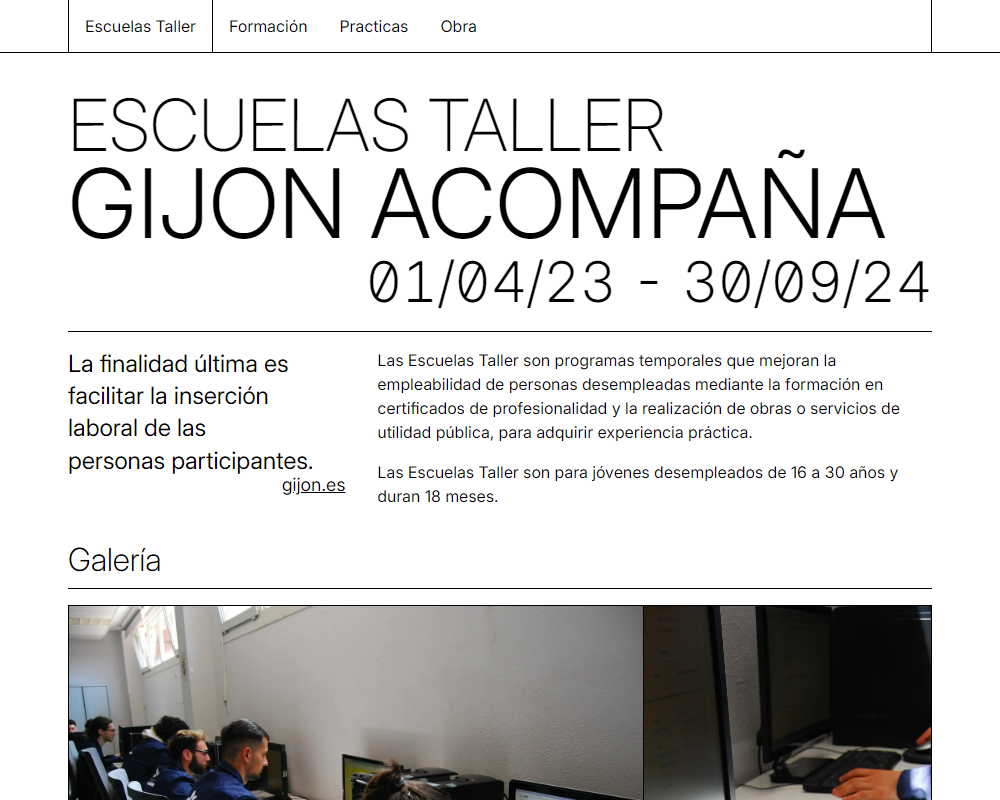 Escuelas Taller
Formación
Practicas
Obra
ESCUELAS TALLER
GIJON ACOMPAÑA
01/04/23 - 30/09/24
La finalidad última es
facilitar la inserción
laboral de las
personas participantes.
gijon.es
Las Escuelas Taller son programas temporales que mejoran la
empleabilidad de personas desempleadas mediante la formación en
certificados de profesionalidad y la realización de obras o servicios de
utilidad pública, para adquirir experiencia práctica.
Las Escuelas Taller son para jóvenes desempleados de 16 a 30 años y
duran 18 meses.
Galería